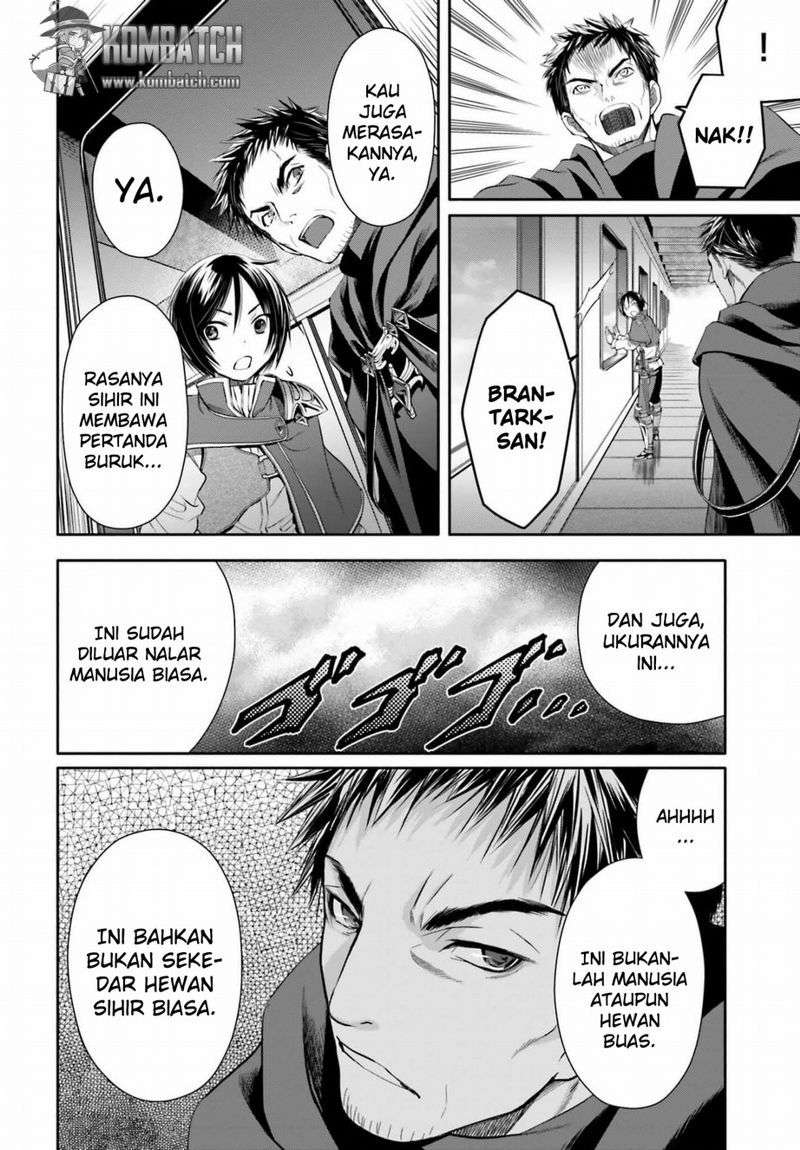 KOMBATCH
www.kombatch.com
!
NAK!!
BRAN-
TARK-
SAN!
KAU
JUGA
MERASA-
KANNYA,
YA.
YA.
RASANYA
SIHIR INI
MEMBAWA
PERTANDA
BURUK...
DAN JUGA,
UKURANNYA
INI...
ゴゴゴ...
INI SUDAH
DILUAR NALAR
MANUSIA BIASA.
AHHHH
...
INI BUKAN-
LAH MANUSIA
ATAUPUN
HEWAN
BUAS.
INI BAHKAN
BUKAN SEKE-
DAR HEWAN
SIHIR BIASA.